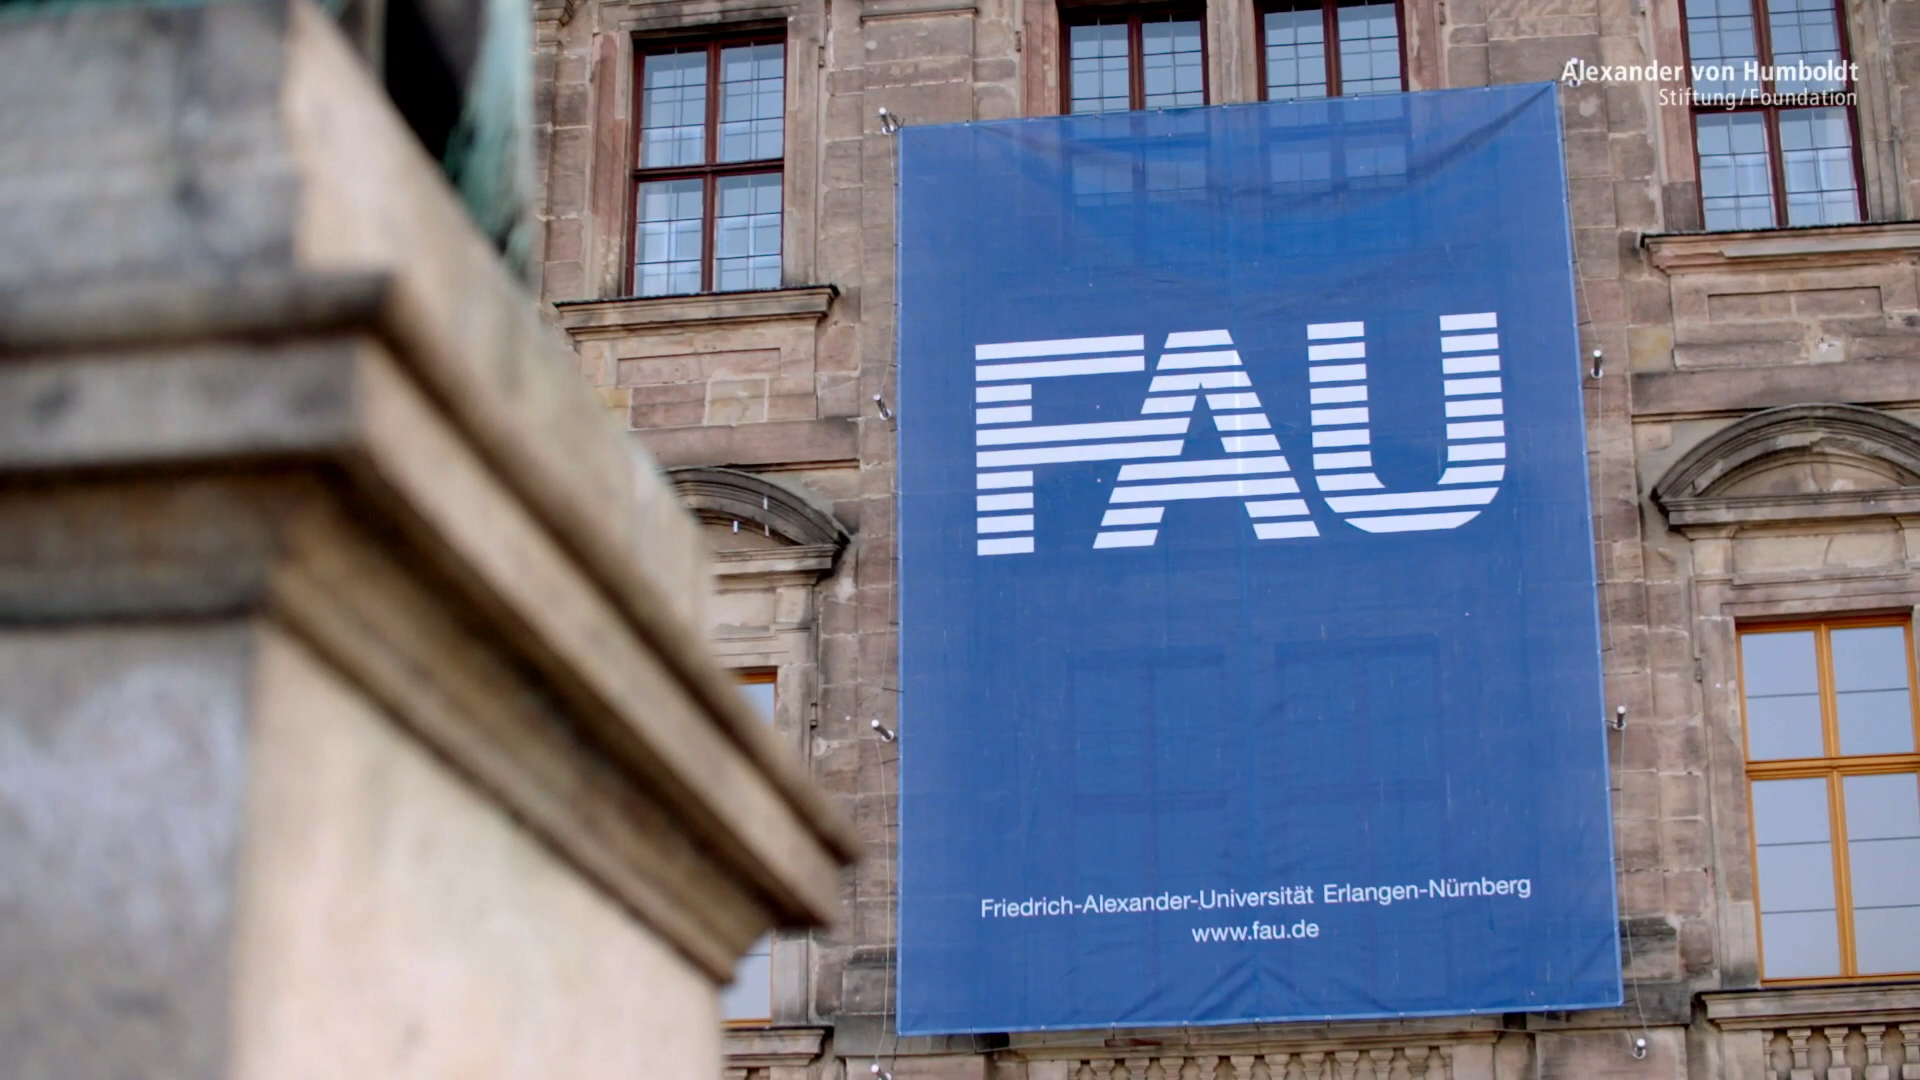 Alexander von Humboldt
Stiftung/Foundation
FAU
Friedrich-Alexander-Universität Erlangen-Nürnberg
www.fau.de